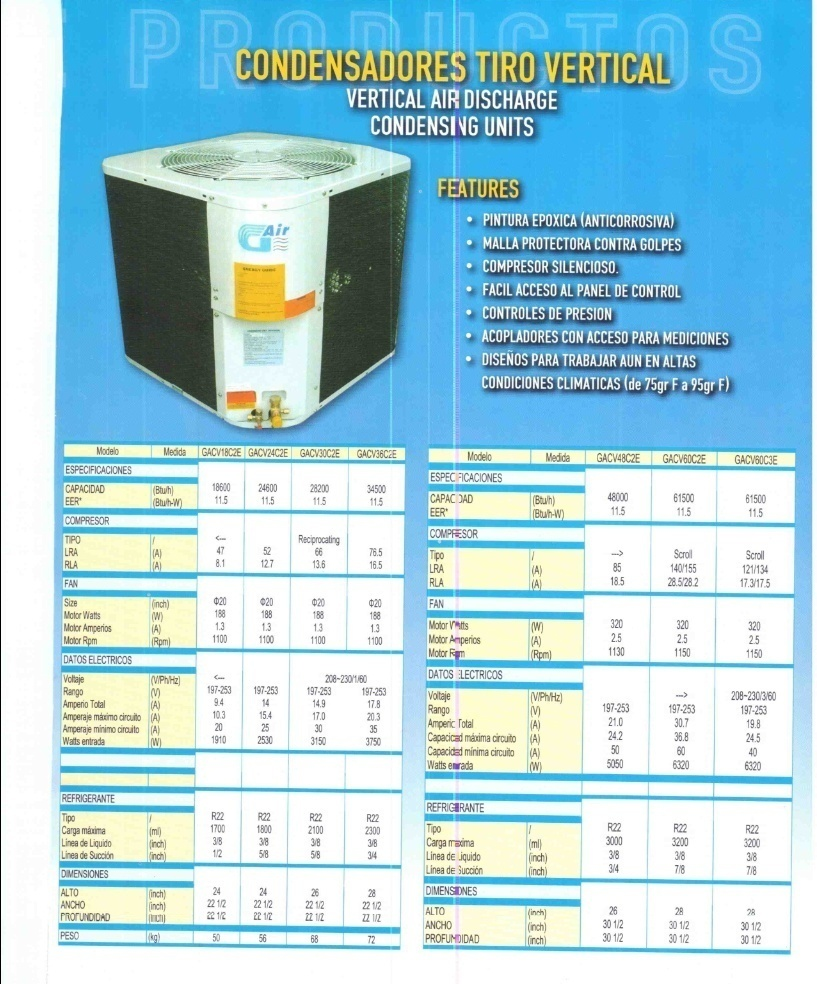 PRODUCTOS
CONDENSADORES TIRO VERTICAL
VERTICAL AIR DISCHARGE
CONDENSING UNITS
G Air
FEATURES
• PINTURA EPOXICA (ANTICORROSIVA)
• MALLA PROTECTORA CONTRA GOLPES
• COMPRESOR SILENCIOSO.
• FACIL ACCESO AL PANEL DE CONTROL
• CONTROLES DE PRESION
• ACOPLADORES CON ACCESO PARA MEDICIONES
• DISEÑOS PARA TRABAJAR AUN EN ALTAS
CONDICIONES CLIMATICAS (de 75gr F a 95gr F)
Modelo Medida GACV18C2E GACV24C2E GACV30C2E GACV36C2E
ESPECIFICACIONES
CAPACIDAD (Btu/h) 18600 24600 28200 34500
EER* (Btu/h-W) 11.5 11.5 11.5 11.5
COMPRESOR
TIPO / <--- Reciprocating
LRA (A) 47 52 66 76.5
RLA (A) 8.1 12.7 13.6 16.5
FAN
Size (inch) Φ20 Φ20 Φ20 Φ20
Motor Watts (W) 188 188 188 188
Motor Amperios (A) 1.3 1.3 1.3 1.3
Motor Rpm (Rpm) 1100 1100 1100 1100
DATOS ELECTRICOS
Voltaje (V/Ph/Hz) <--- 208~230/1/60
Rango (V) 197-253 197-253 197-253 197-253
Amperio Total (A) 9.4 14 14.9 17.8
Amperaje máximo circuito (A) 10.3 15.4 17.0 20.3
Amperaje mínimo circuito (A) 20 25 30 35
Watts entrada (W) 1910 2530 3150 3750
REFRIGERANTE
Tipo / R22 R22 R22 R22
Carga máxima (ml) 1700 1800 2100 2300
Linea de Liquido (inch) 3/8 3/8 3/8 3/8
Linea de Succión (inch) 1/2 5/8 5/8 3/4
DIMENSIONES
ALTO (inch) 24 24 26 28
ANCHO (inch) 22 1/2 22 1/2 22 1/2 22 1/2
PROFUNDIDAD (inch) 22 1/2 22 1/2 22 1/2 22 1/2
PESO (kg) 50 56 68 72
Modelo Medida GACV48C2E GACV60C2E GACV60C3E
ESPECIFICACIONES
CAPACIDAD (Btu/h) 48000 61500 61500
EER* (Btu/h-W) 11.5 11.5 11.5
COMPRESOR
Tipo / ---> Scroll Scroll
LRA (A) 85 140/155 121/134
RLA (A) 18.5 28.5/28.2 17.3/17.5
FAN
Motor Watts (W) 320 320 320
Motor Amperios (A) 2.5 2.5 2.5
Motor Rpm (Rpm) 1130 1150 1150
DATOS ELECTRICOS
Voltaje (V/Ph/Hz) ---> 208~230/3/60
Rango (V) 197-253 197-253 197-253
Amperio Total (A) 21.0 30.7 19.8
Capacidad máxima circuito (A) 24.2 36.8 24.5
Capacidad mínima circuito (A) 50 60 40
Watts entrada (W) 5050 6320 6320
REFRIGERANTE
Tipo / R22 R22 R22
Carga maxima (ml) 3000 3200 3200
Linea de Liquido (inch) 3/8 3/8 3/8
Linea de Succión (inch) 3/4 7/8 7/8
DIMENSIONES
ALTO (inch) 26 28 28
ANCHO (inch) 30 1/2 30 1/2 30 1/2
PROFUNDIDAD (inch) 30 1/2 30 1/2 30 1/2